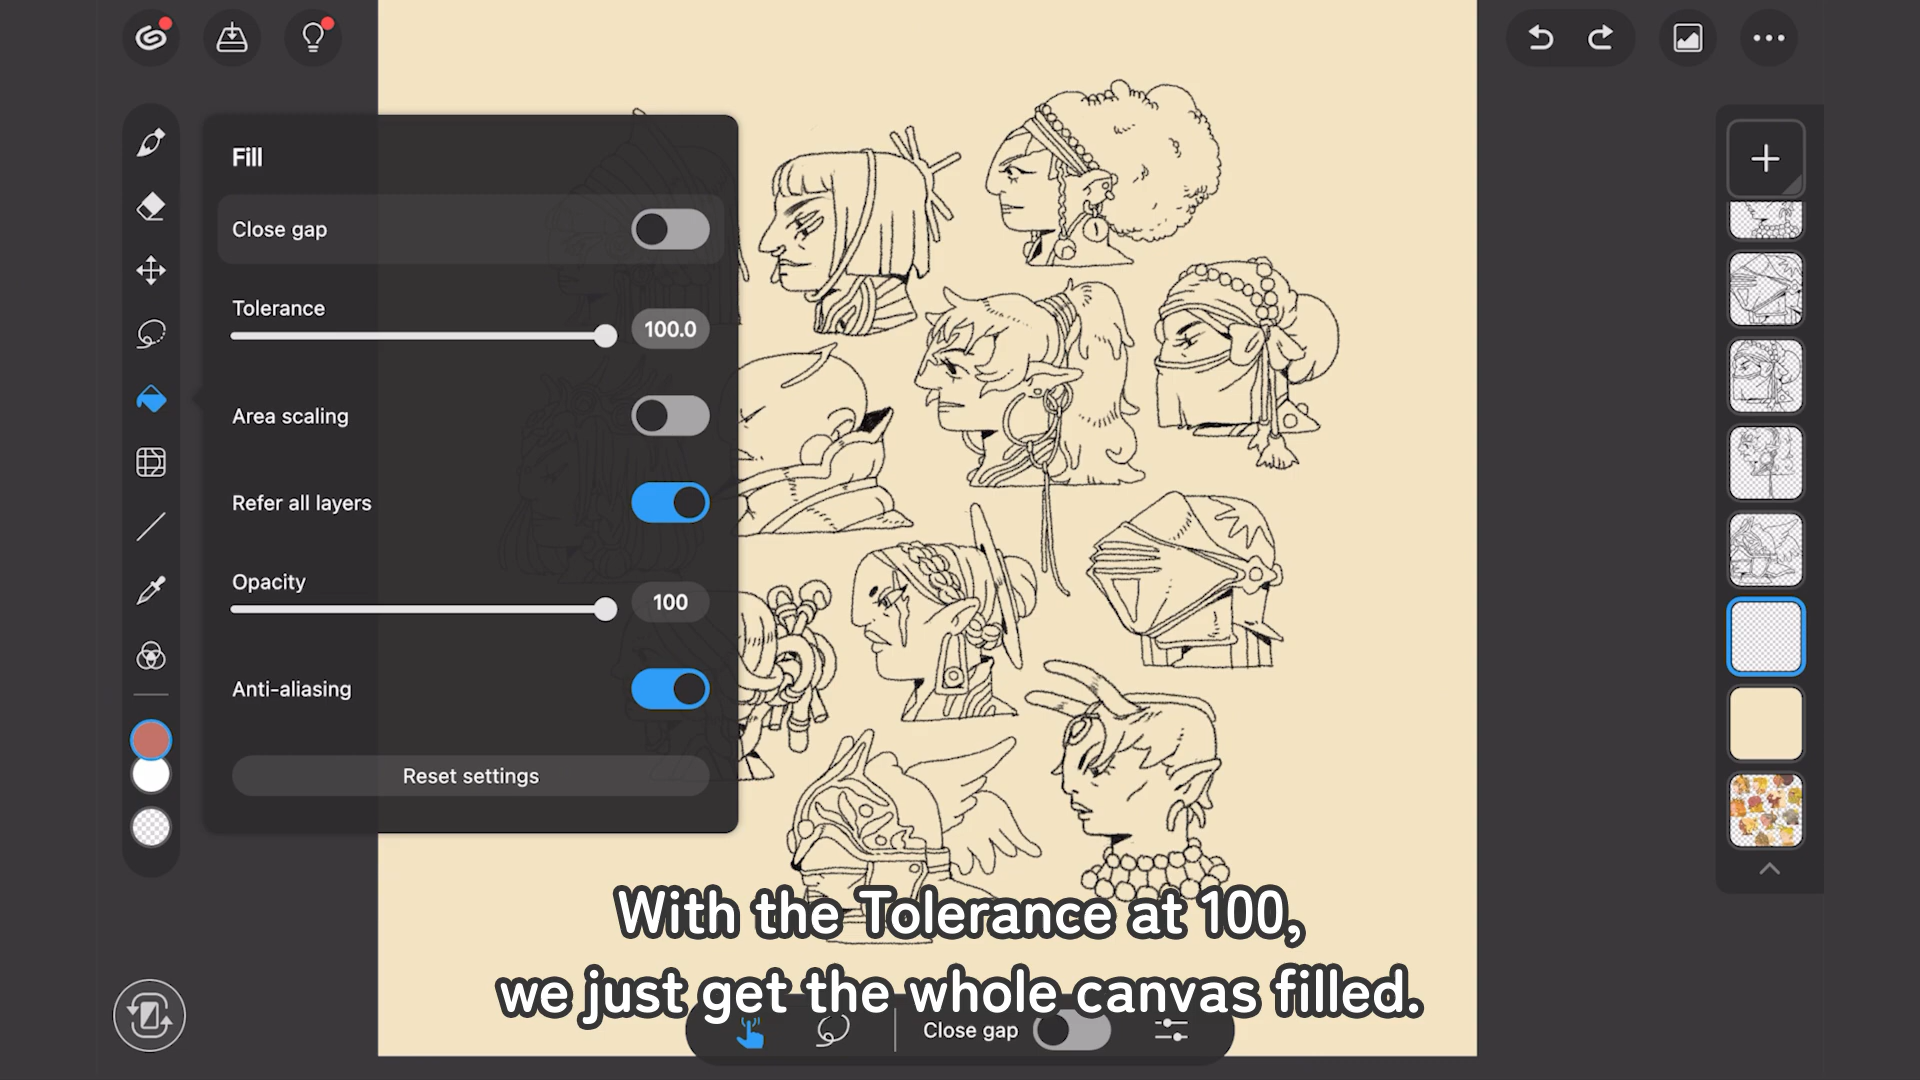 Fill
Close gap
Tolerance
100.0
Area scaling
Refer all layers
Opacity
100
Anti-aliasing
Reset settings
With the Tolerance at 100,
we just get the whole canvas filled.
Close gap